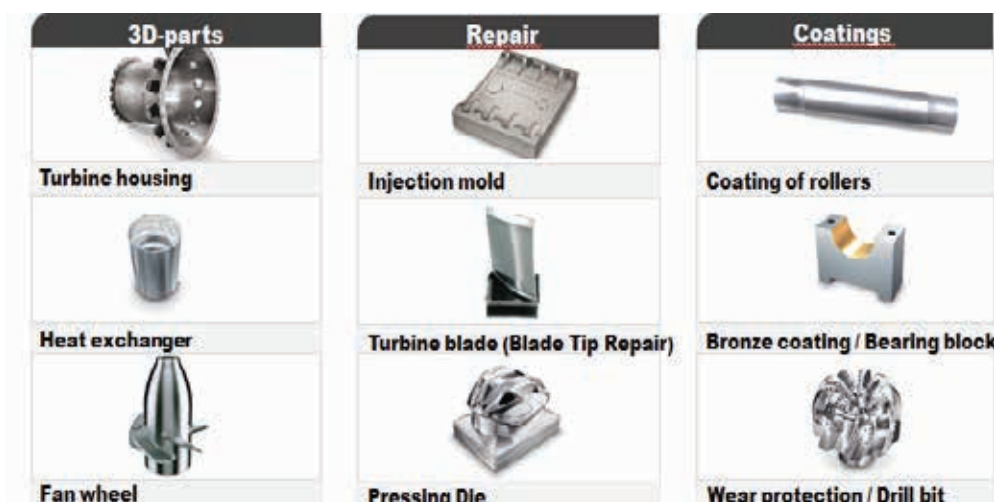 3D-parts
Repair
Coatings
Turbine housing
Injection mold
Coating of rollers
Heat exchanger
Turbine blade (Blade Tip Repair)
Bronze coating / Bearing block
Fan wheel
Pressing Die
Wear protection / Drill bit